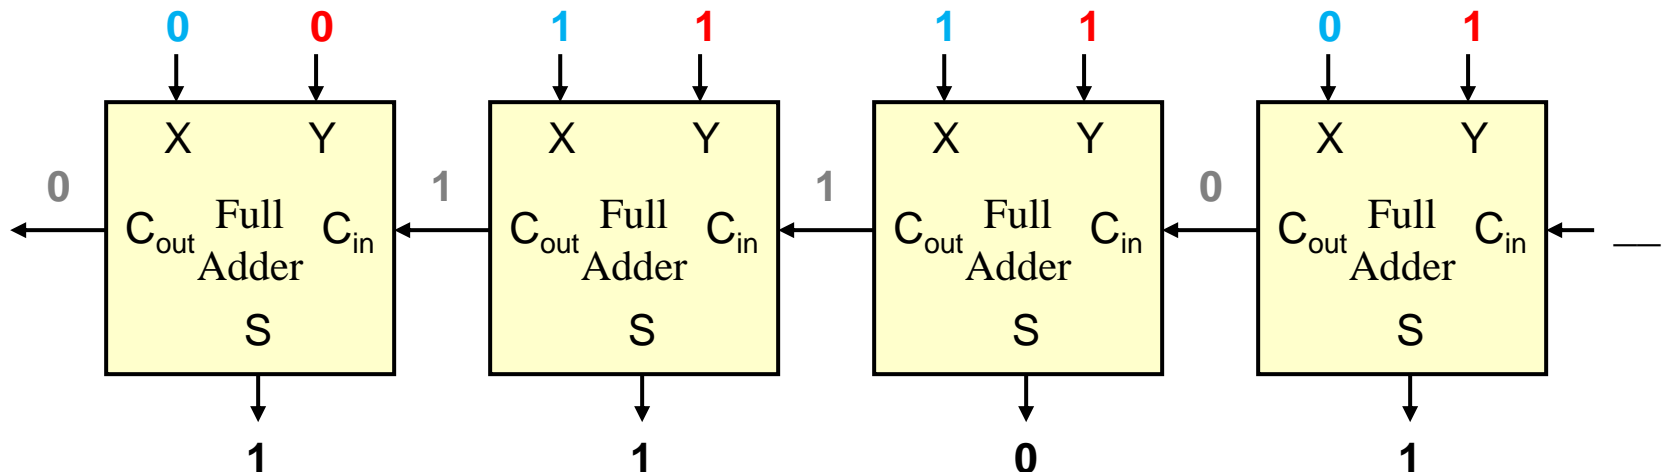 0 0 1 1 1 1 0 1
X Y X Y X Y X Y
0 1 1 0
Cout Full Cin Cout Full Cin Cout Full Cin Cout Full Cin __
Adder Adder Adder Adder
S S S S
1 1 0 1